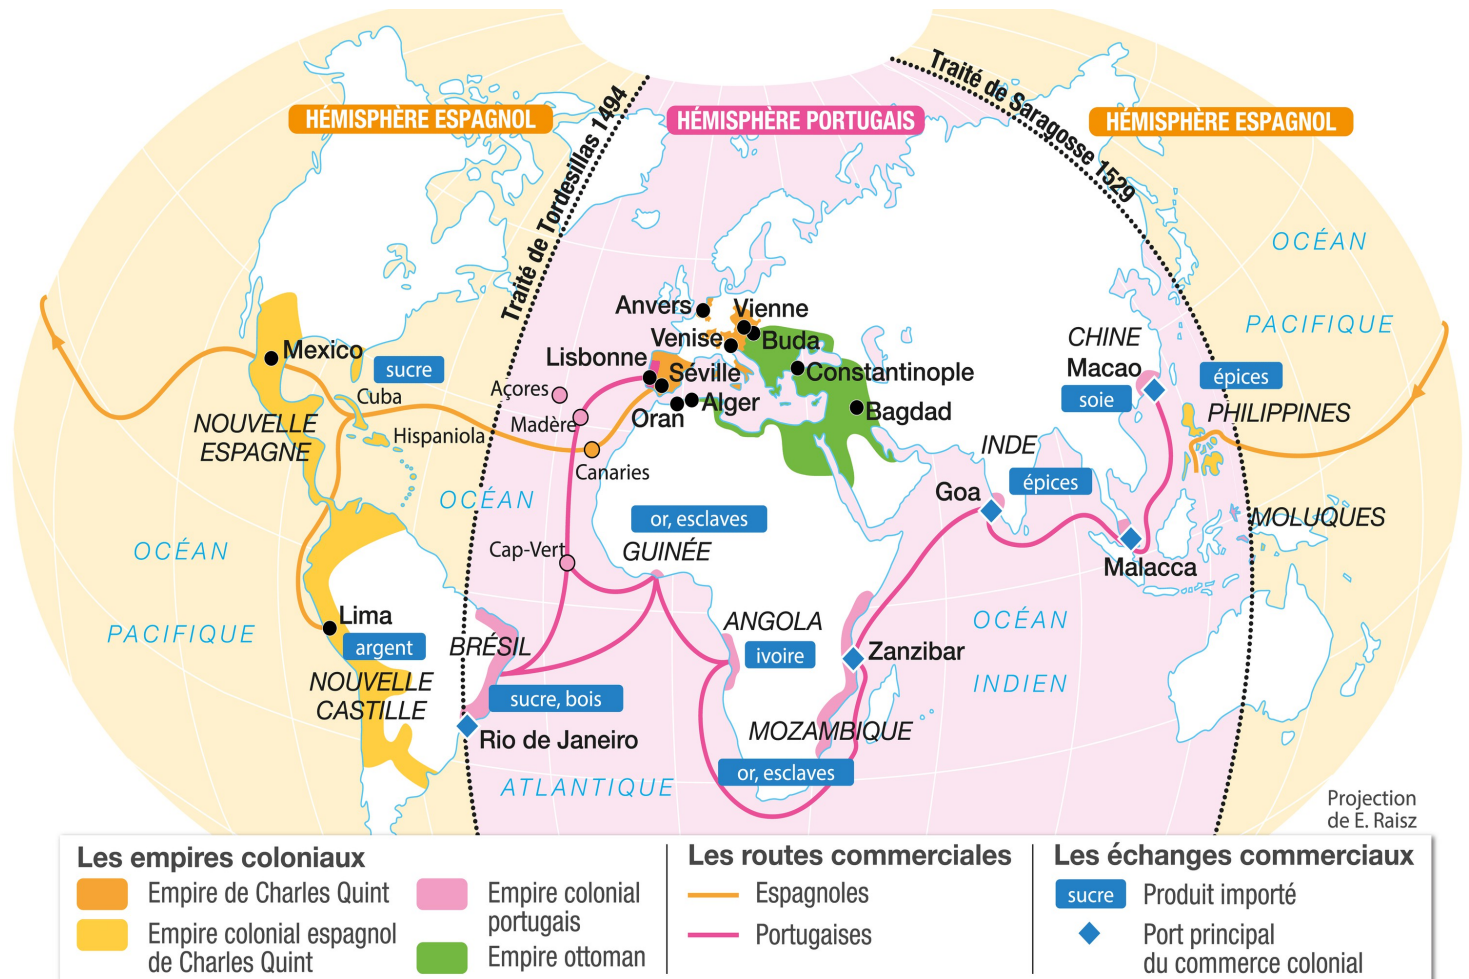 HÉMISPHÈRE ESPAGNOL
Traité de Tordesillas 1494
HÉMISPHÈRE PORTUGAIS
Traité de Saragosse 1529
HÉMISPHÈRE ESPAGNOL
OCÉAN
PACIFIQUE
Anvers
Vienne
Venise
Buda
Lisbonne
Séville
Constantinople
Oran
Alger
Bagdad
Mexico
sucre
Cuba
Hispaniola
NOUVELLE
ESPAGNE
Açores
Madère
Canaries
CHINE
Macao
soie
épices
PHILIPPINES
INDE
épices
Goa
MOLUQUES
Malacca
OCÉAN
ATLANTIQUE
or, esclaves
GUINÉE
Cap-Vert
OCÉAN
PACIFIQUE
Lima
argent
NOUVELLE
CASTILLE
BRÉSIL
sucre, bois
Rio de Janeiro
ANGOLA
ivoire
Zanzibar
MOZAMBIQUE
or, esclaves
OCÉAN
INDIEN
Projection
de E. Raisz
Les empires coloniaux
Empire de Charles Quint
Empire colonial espagnol
de Charles Quint
Empire colonial
portugais
Empire ottoman
Les routes commerciales
Espagnoles
Portugaises
Les échanges commerciaux
sucre
Produit importé
Port principal
du commerce colonial